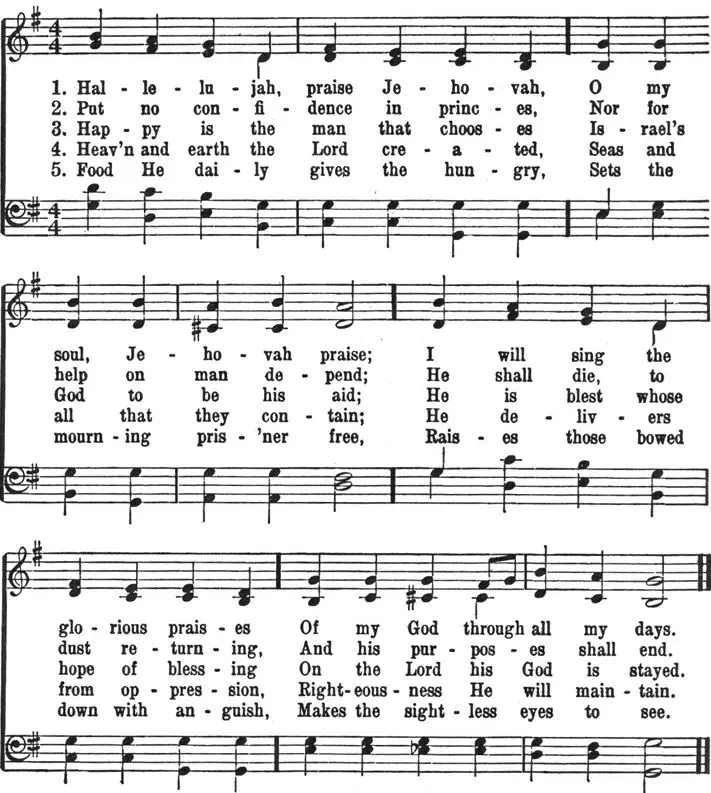 1. Hal - le - lu - jah, praise Je - ho - vah, O my
2. Put no con - fi - dence in princ - es, Nor for
3. Hap - py is the man that choos - es Is - rael's
4. Heav'n and earth the Lord cre - a - ted, Seas and
5. Food He dai - ly gives the hun - gry, Sets the
soul, Je - ho - vah praise; I will sing the
help on man de - pend; He shall die, to
God to be his aid; He is blest whose
all that they con - tain; He de - liv - ers
mourn - ing pris - 'ner free, Rais - es those bowed
glo - rious prais - es Of my God through all my days.
dust re - turn - ing, And his pur - pos - es shall end.
hope of bless - ing On the Lord his God is stayed.
from op - pres - sion, Right - eous - ness He will main - tain.
down with an - guish, Makes the sight - less eyes to see.